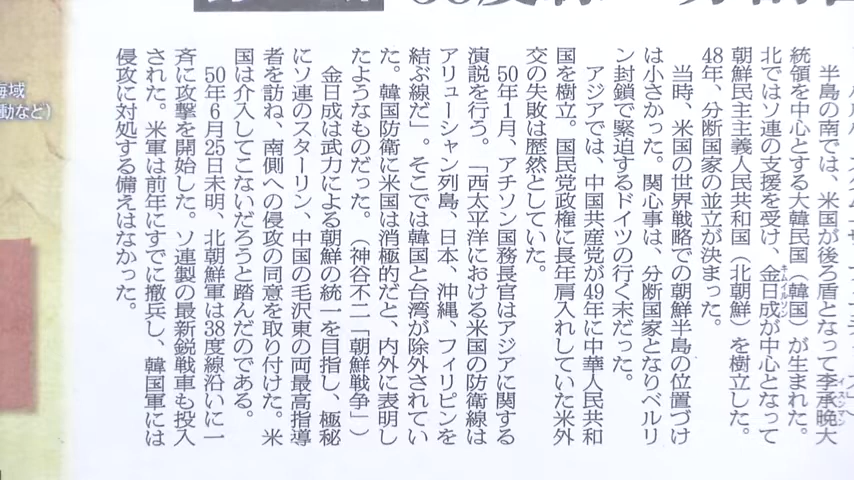 半島の南では、米国が後ろ盾となって李承晩大
統領を中心とする大韓民国（韓国）が生まれた。
北ではソ連の支援を受け、金日成が中心となって
朝鮮民主主義人民共和国（北朝鮮）を樹立した。
48年、分断国家の並立が決まった。
当時、米国の世界戦略での朝鮮半島の位置づけ
は小さかった。関心事は、分断国家となりベルリ
ン封鎖で緊迫するドイツの行く末だった。
アジアでは、中国共産党が49年に中華人民共和
国を樹立。国民党政権に長年肩入れしていた米外
交の失敗は歴然としていた。
50年1月、アチソン国務長官はアジアに関する
演説を行う。「西太平洋における米国の防衛線は
アリューシャン列島、日本、沖縄、フィリピンを
結ぶ線だ」。そこでは韓国と台湾が除外されてい
た。韓国防衛に米国は消極的だと、内外に表明し
たようなものだった。（神谷不二「朝鮮戦争」）
金日成は武力による朝鮮の統一を目指し、極秘
にソ連のスターリン、中国の毛沢東の両最高指導
者を訪ね、南側への侵攻の同意を取り付けた。米
国は介入してこないだろうと踏んだのである。
50年6月25日未明、北朝鮮軍は38度線沿いに一
斉に攻撃を開始した。ソ連製の最新鋭戦車も投入
された。米軍は前年にすでに撤兵し、韓国軍には
侵攻に対処する備えはなかった。
海域
動など）